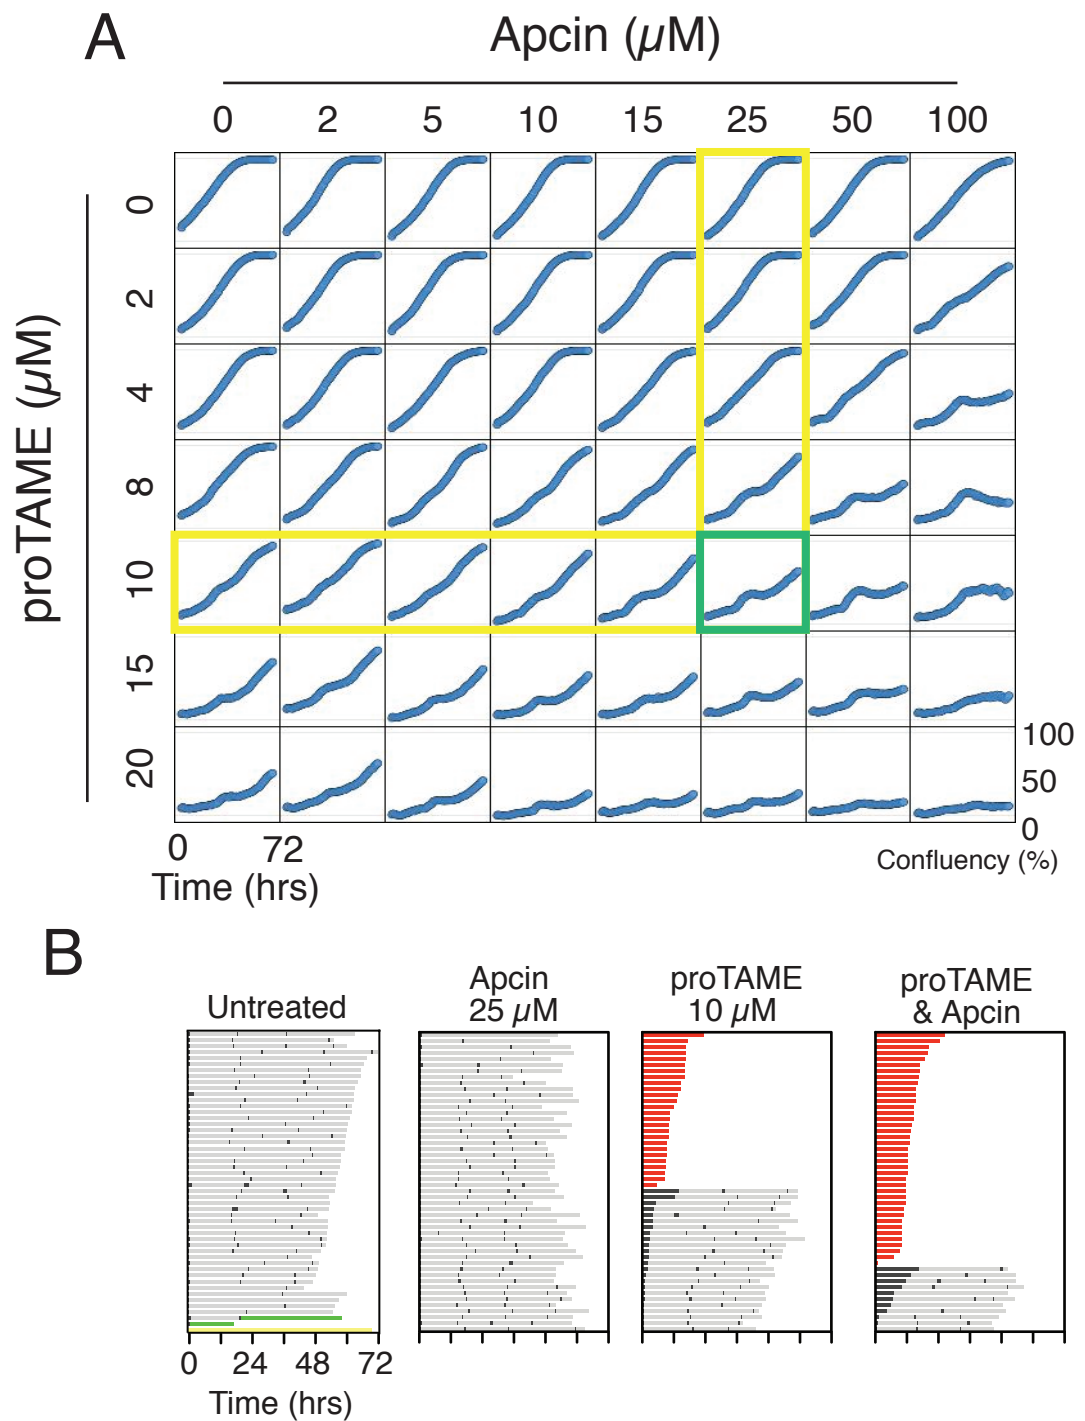 A
Apcin (µM)
0 2 5 10 15 25 50 100
proTAME (µM)
0
2
4
8
10
15
20
100
50
0
Confluency (%)
0 72
Time (hrs)
B
Untreated
Apcin
25 µM
proTAME
10 µM
proTAME
& Apcin
0 24 48 72
Time (hrs)